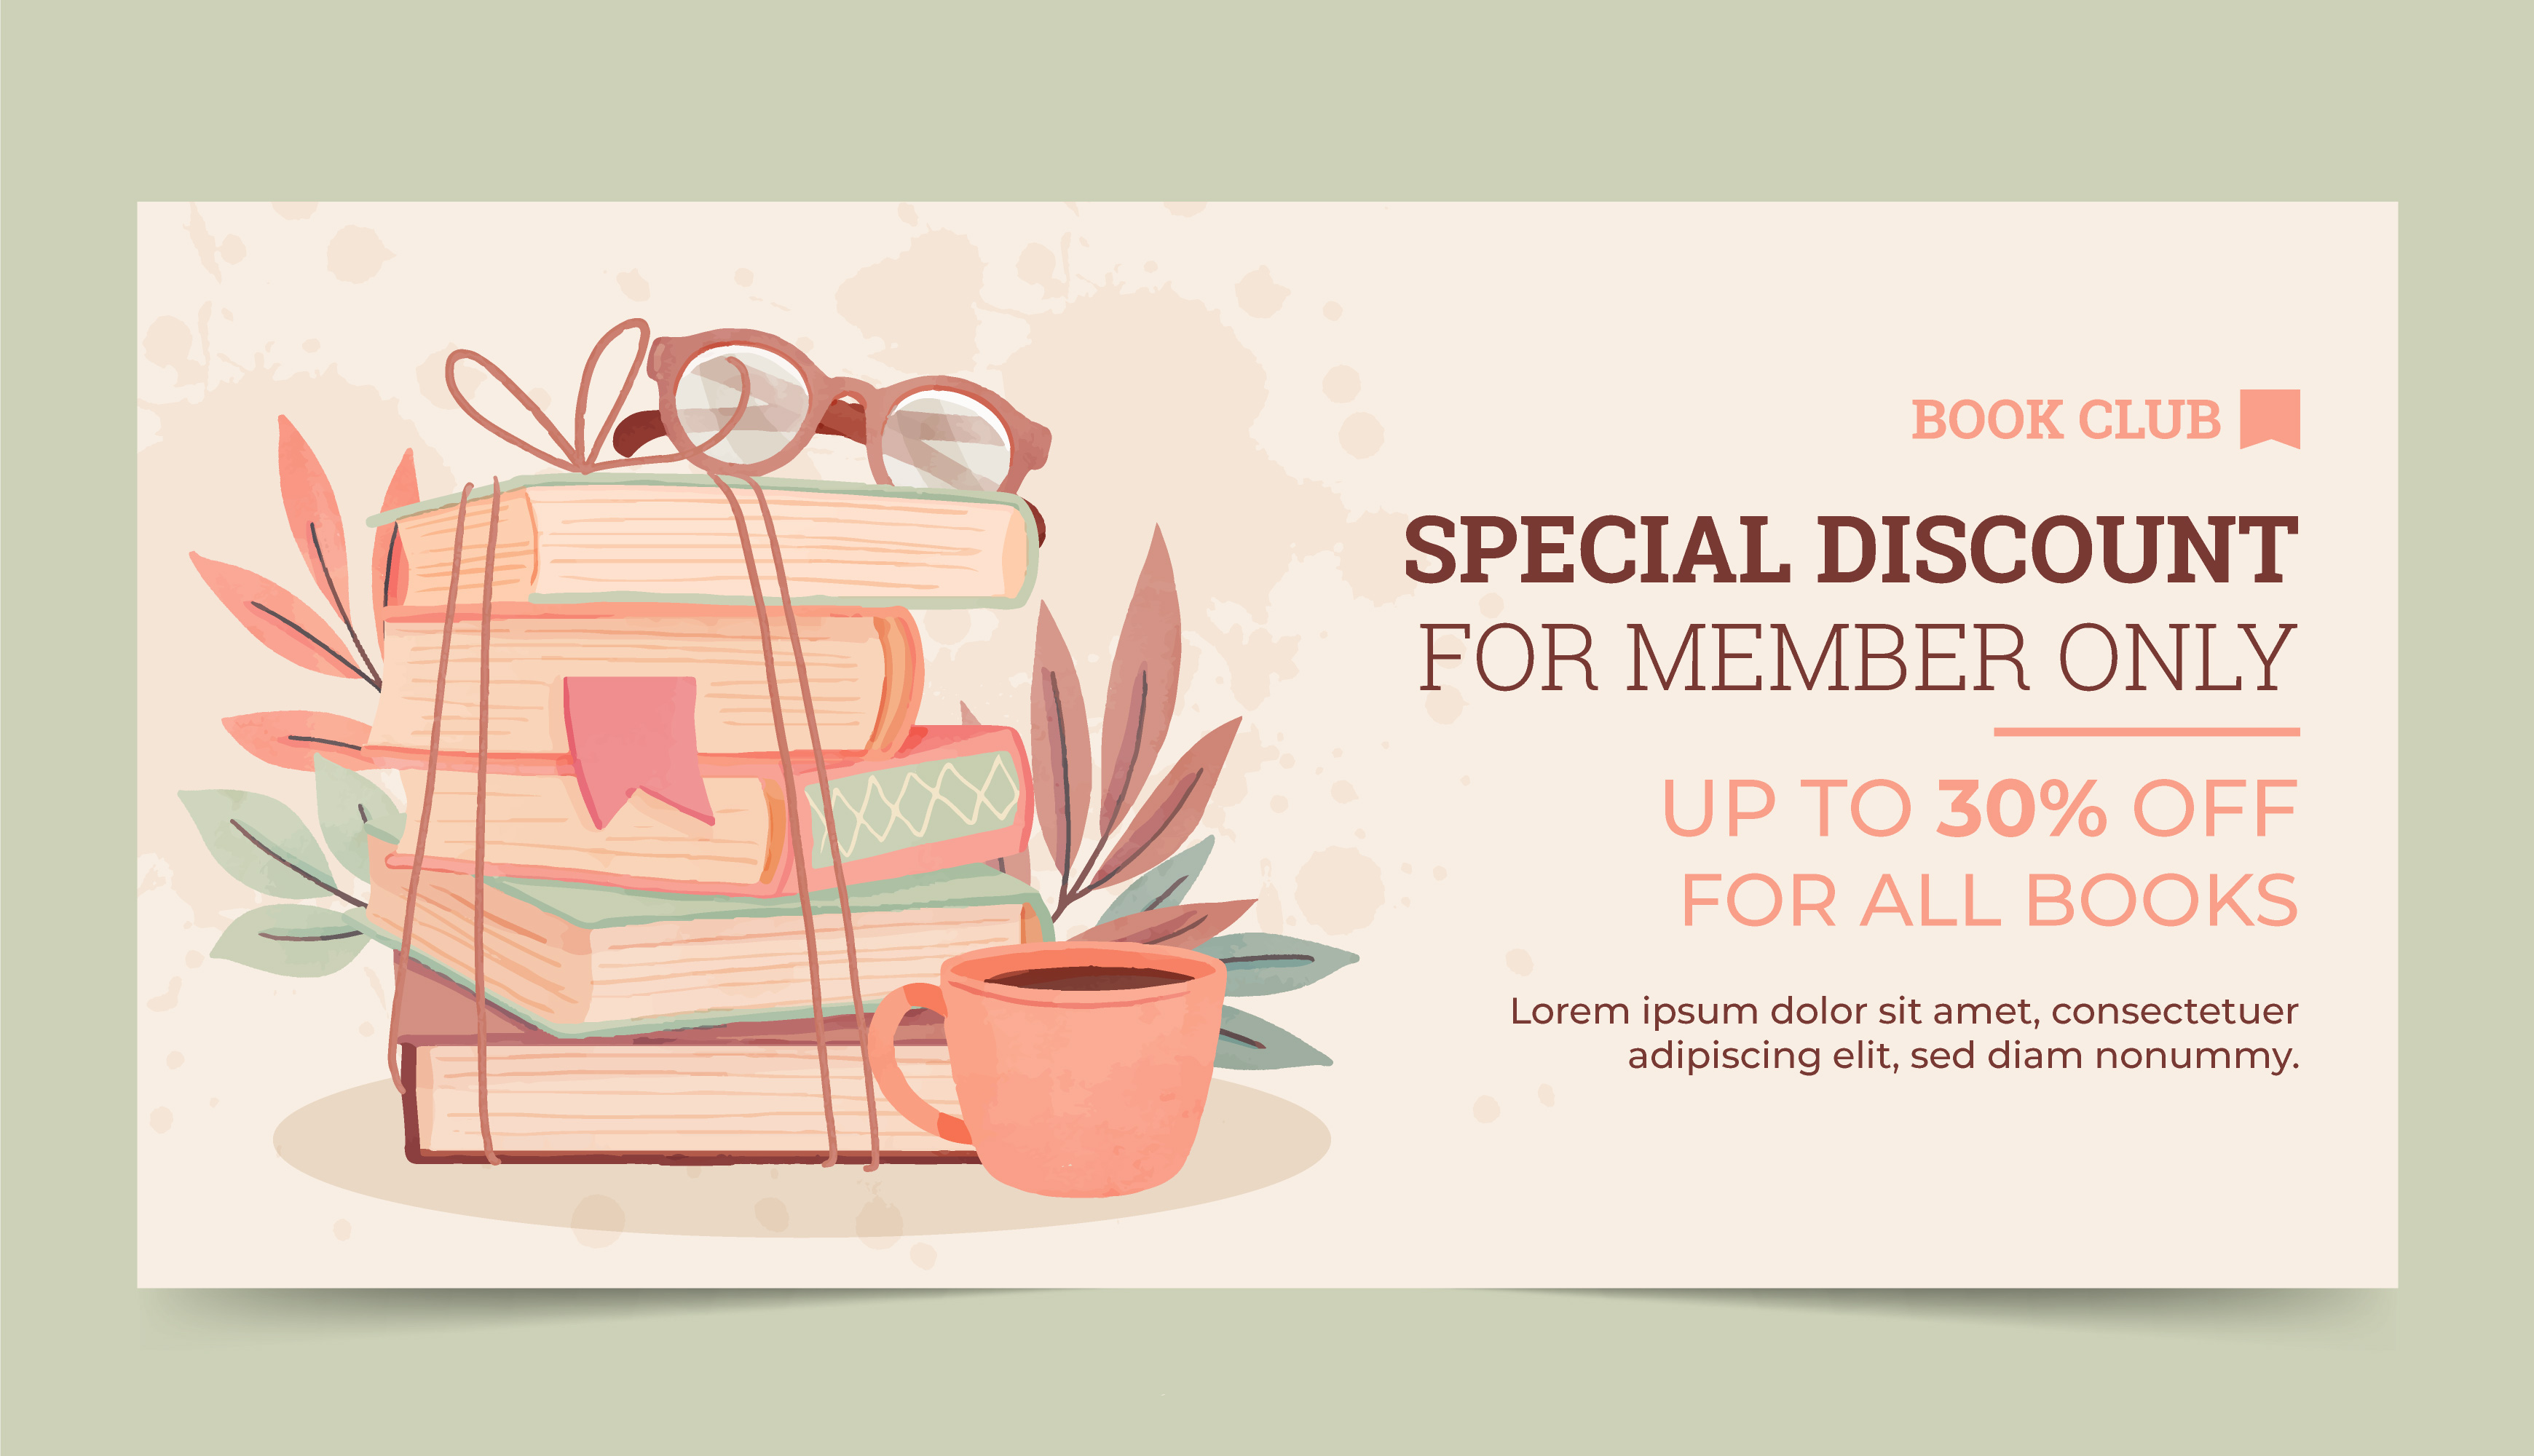 BOOK CLUB
SPECIAL DISCOUNT
FOR MEMBER ONLY
UP TO 30% OFF
FOR ALL BOOKS
Lorem ipsum dolor sit amet, consectetuer
adipiscing elit, sed diam nonummy.